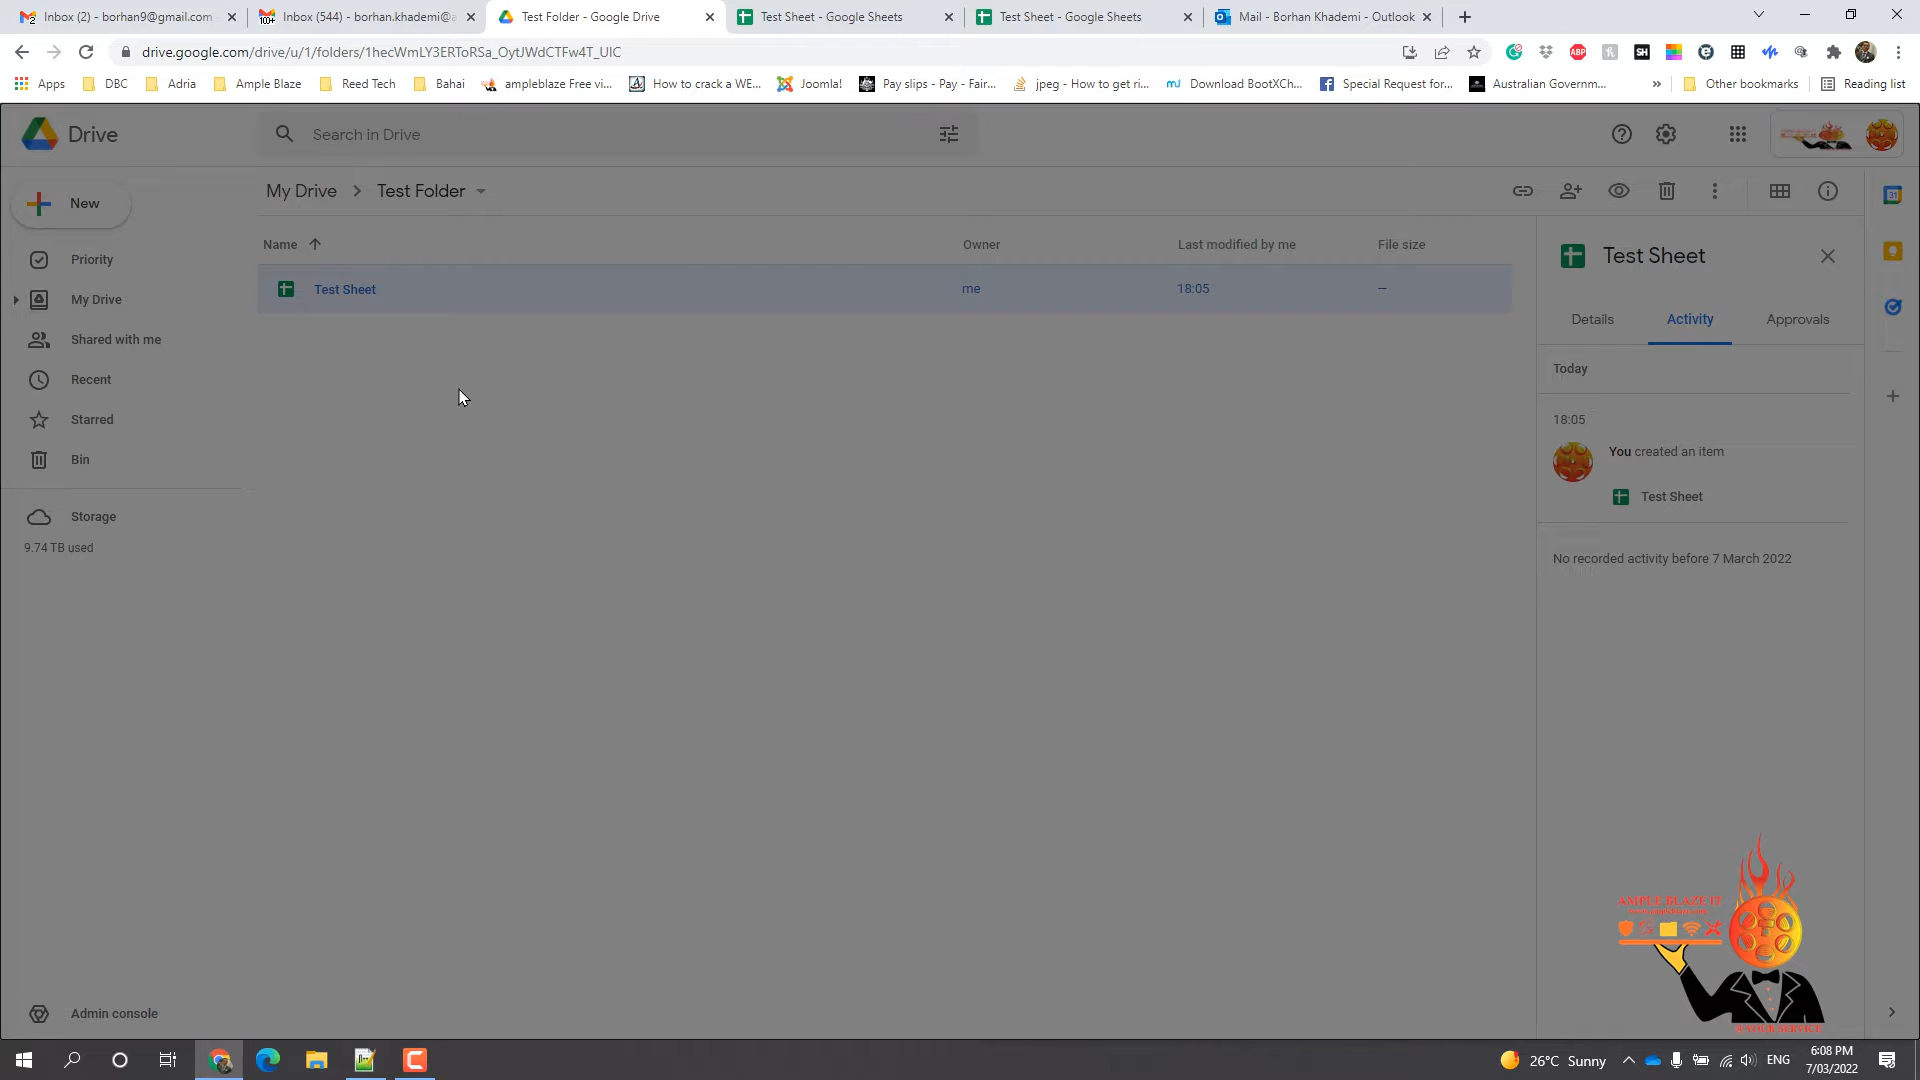 Inbox (2) - borhan9@gmail.com
Inbox (544) - borhan.khademi@a
Test Folder - Google Drive
Test Sheet - Google Sheets
Test Sheet - Google Sheets
Mail - Borhan Khademi - Outlook
drive.google.com/drive/u/1/folders/1hecWmLY3ERToRSa_OytJWdCTFw4T_UIC
Apps
DBC
Adria
Ample Blaze
Reed Tech
Bahai
ampleblaze Free vi...
How to crack a WE...
Joomla!
Pay slips - Pay - Fair...
jpeg - How to get ri...
Download BootXCh...
Special Request for...
Australian Governm...
Other bookmarks
Reading list
Drive
Search in Drive
New
My Drive
Test Folder
Name
Owner
Last modified by me
File size
Test Sheet
me
18:05
—
Priority
My Drive
Shared with me
Recent
Starred
Bin
Storage
9.74 TB used
Admin console
Test Sheet
Details
Activity
Approvals
Today
18:05
You created an item
Test Sheet
No recorded activity before 7 March 2022
AMPLE BLAZE IT
@ YOUR SERVICE
26°C Sunny
ENG
6:08 PM
7/03/2022